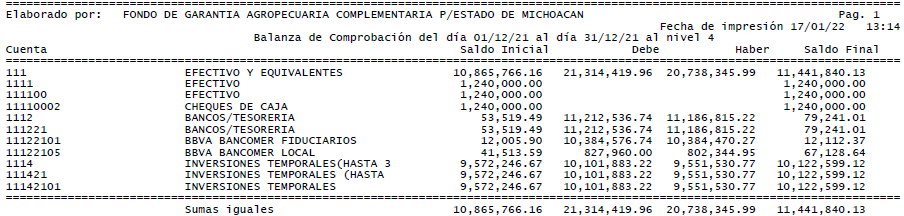 Elaborado por: FONDO DE GARANTIA AGROPECUARIA COMPLEMENTARIA P/ESTADO DE MICHOACAN Pag. 1
Fecha de impresión 17/01/22 13:14
Balanza de Comprobación del día 01/12/21 al día 31/12/21 al nivel 4
Cuenta Saldo Inicial Debe Haber Saldo Final
111 EFECTIVO Y EQUIVALENTES 10,865,766.16 21,314,419.96 20,738,345.99 11,441,840.13
1111 EFECTIVO 1,240,000.00 1,240,000.00
111100 EFECTIVO 1,240,000.00 1,240,000.00
11110002 CHEQUES DE CAJA 1,240,000.00 1,240,000.00
1112 BANCOS/TESORERIA 53,519.49 11,212,536.74 11,186,815.22 79,241.01
111221 BANCOS/TESORERIA 53,519.49 11,212,536.74 11,186,815.22 79,241.01
11122101 BBVA BANCOMER FIDUCIARIOS 12,005.90 10,384,576.74 10,384,470.27 12,112.37
11122105 BBVA BANCOMER LOCAL 41,513.59 827,960.00 802,344.95 67,128.64
1114 INVERSIONES TEMPORALES(HASTA 3 9,572,246.67 10,101,883.22 9,551,530.77 10,122,599.12
111421 INVERSIONES TEMPORALES (HASTA 9,572,246.67 10,101,883.22 9,551,530.77 10,122,599.12
11142101 INVERSIONES TEMPORALES 9,572,246.67 10,101,883.22 9,551,530.77 10,122,599.12
Sumas iguales 10,865,766.16 21,314,419.96 20,738,345.99 11,441,840.13